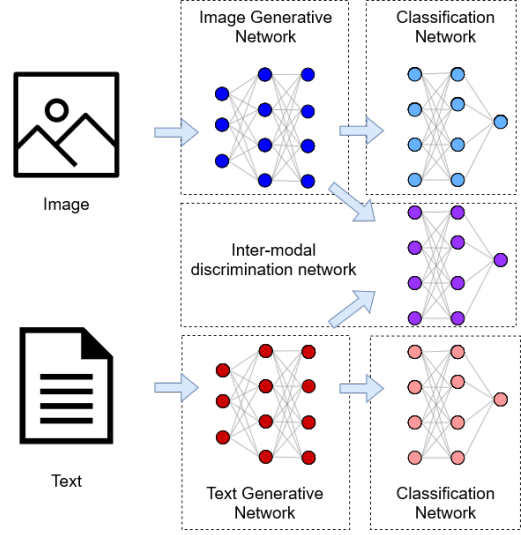 Image Generative
Network
Classification
Network
Image
Inter-modal
discrimination network
Text
Text Generative
Network
Classification
Network